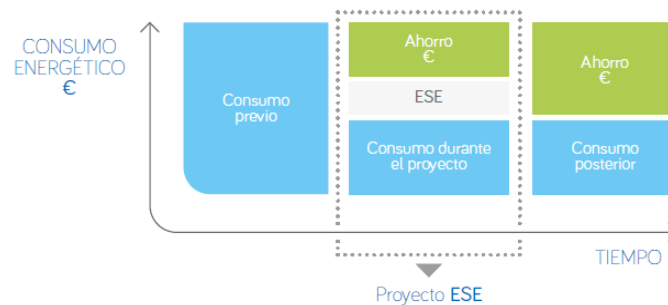 CONSUMO
ENERGÉTICO
€
Consumo
previo
Ahorro
€
ESE
Consumo durante
el proyecto
Ahorro
€
Consumo
posterior
TIEMPO
Proyecto ESE